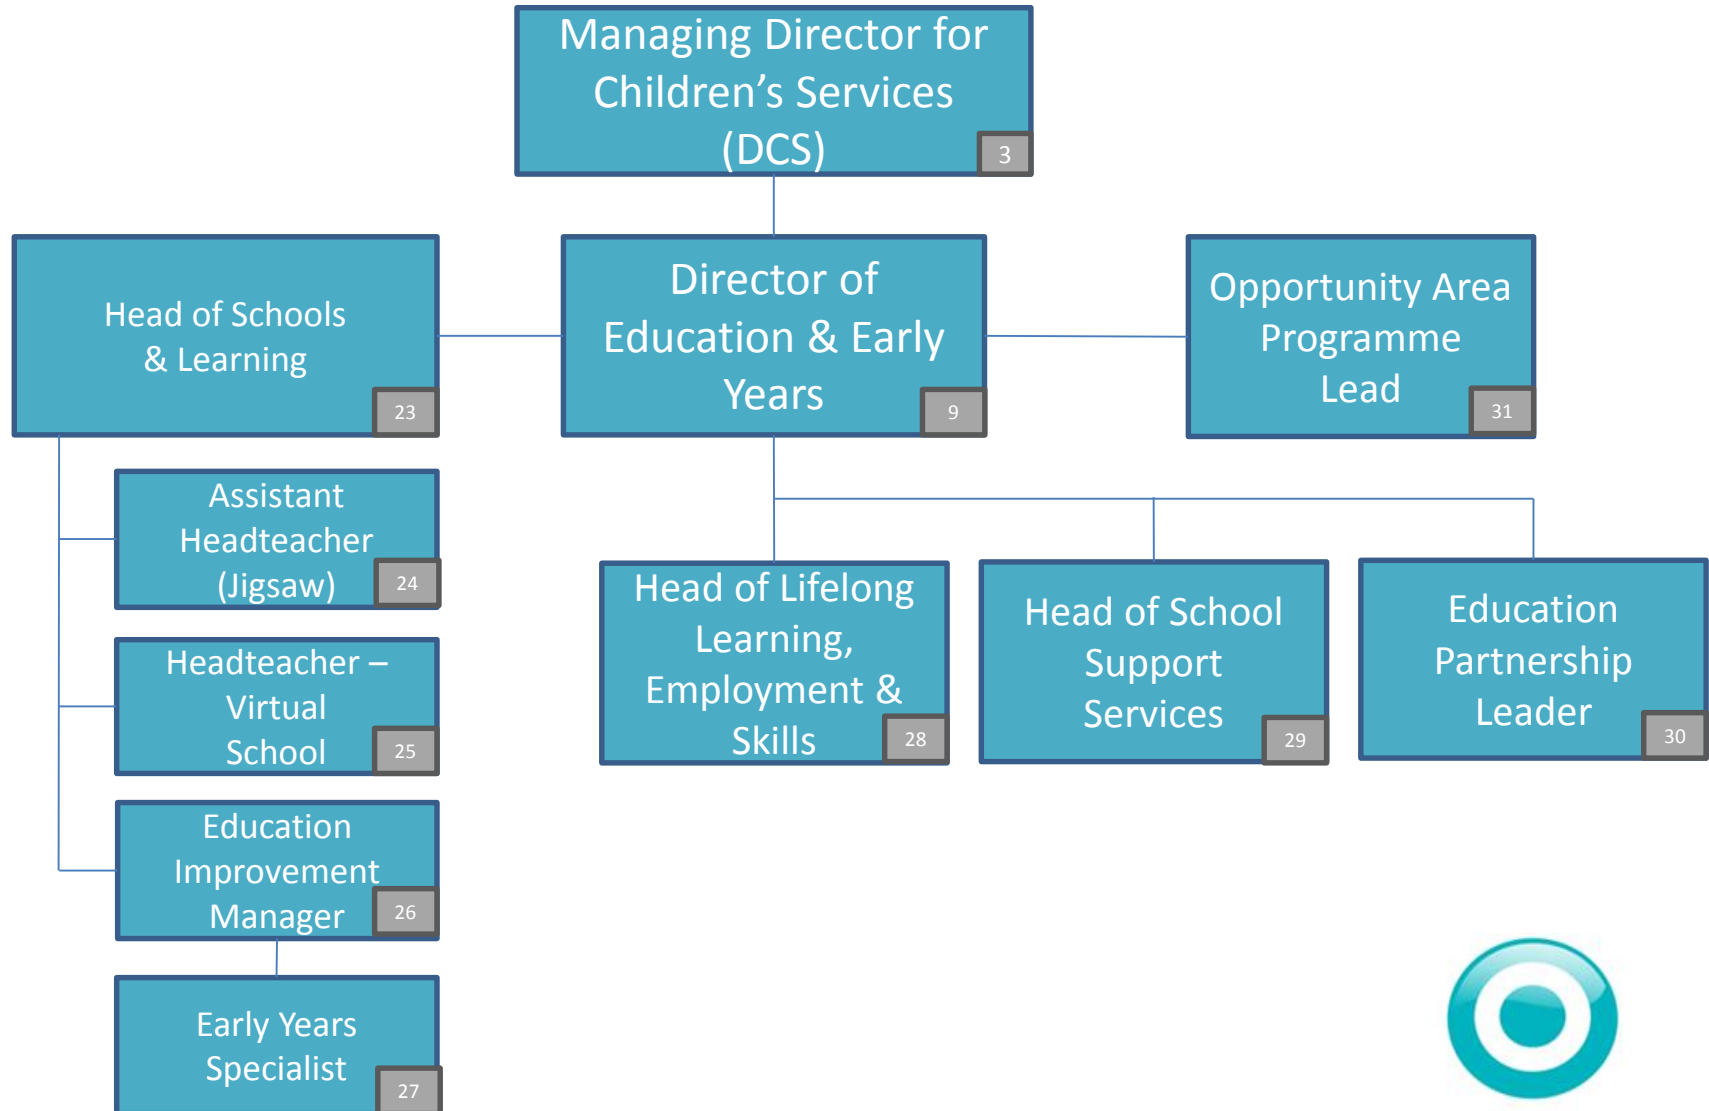 Managing Director for
Children’s Services
(DCS)
3
Head of Schools
& Learning
23
Director of
Education & Early
Years
9
Opportunity Area
Programme
Lead
31
Assistant
Headteacher
(Jigsaw)
24
Headteacher –
Virtual
School
25
Education
Improvement
Manager
26
Early Years
Specialist
27
Head of Lifelong
Learning,
Employment &
Skills
28
Head of School
Support
Services
29
Education
Partnership
Leader
30